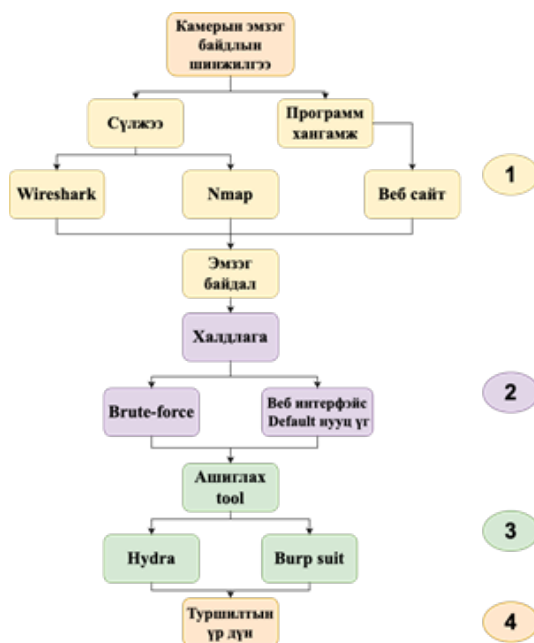 Камерын эмзэг
байдлын
шинжилгээ
Сүлжээ
Программ
хангамж
Wireshark
Nmap
Веб сайт
1
Эмзэг
байдал
Халдлага
Brute-force
Веб интерфэйс
Default нууц үг
2
Ашиглах
tool
Hydra
Burp suit
3
Туршилтын
үр дүн
4